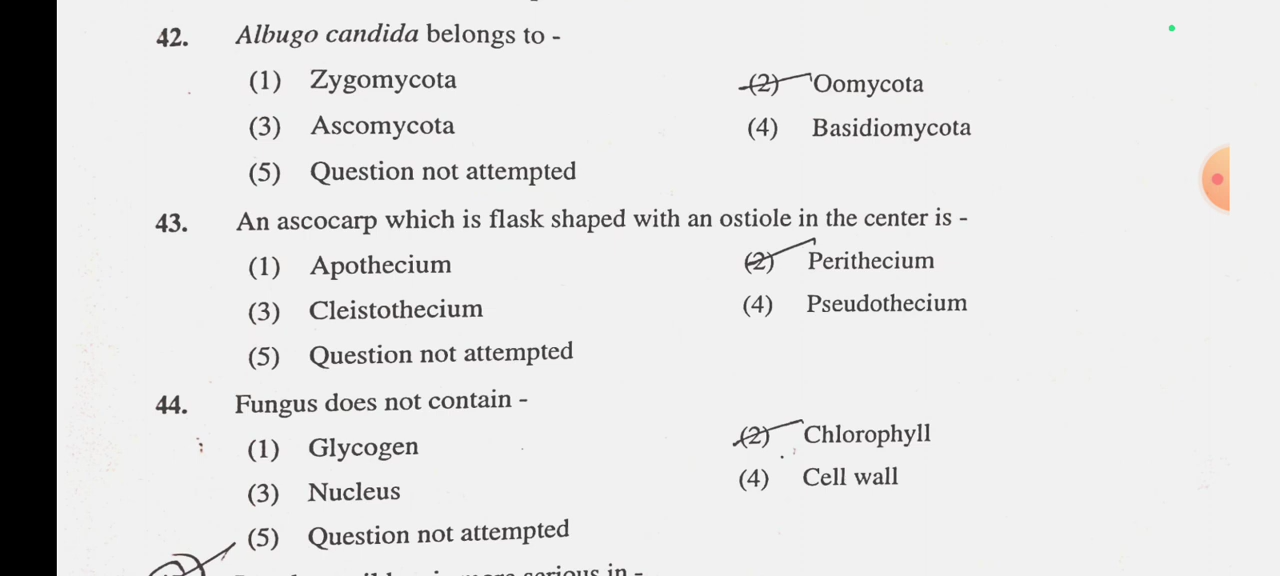 42. Albugo candida belongs to -
(1) Zygomycota (2) Oomycota
(3) Ascomycota (4) Basidiomycota
(5) Question not attempted
43. An ascocarp which is flask shaped with an ostiole in the center is -
(1) Apothecium (2) Perithecium
(3) Cleistothecium (4) Pseudothecium
(5) Question not attempted
44. Fungus does not contain -
(1) Glycogen (2) Chlorophyll
(3) Nucleus (4) Cell wall
(5) Question not attempted
serious in -